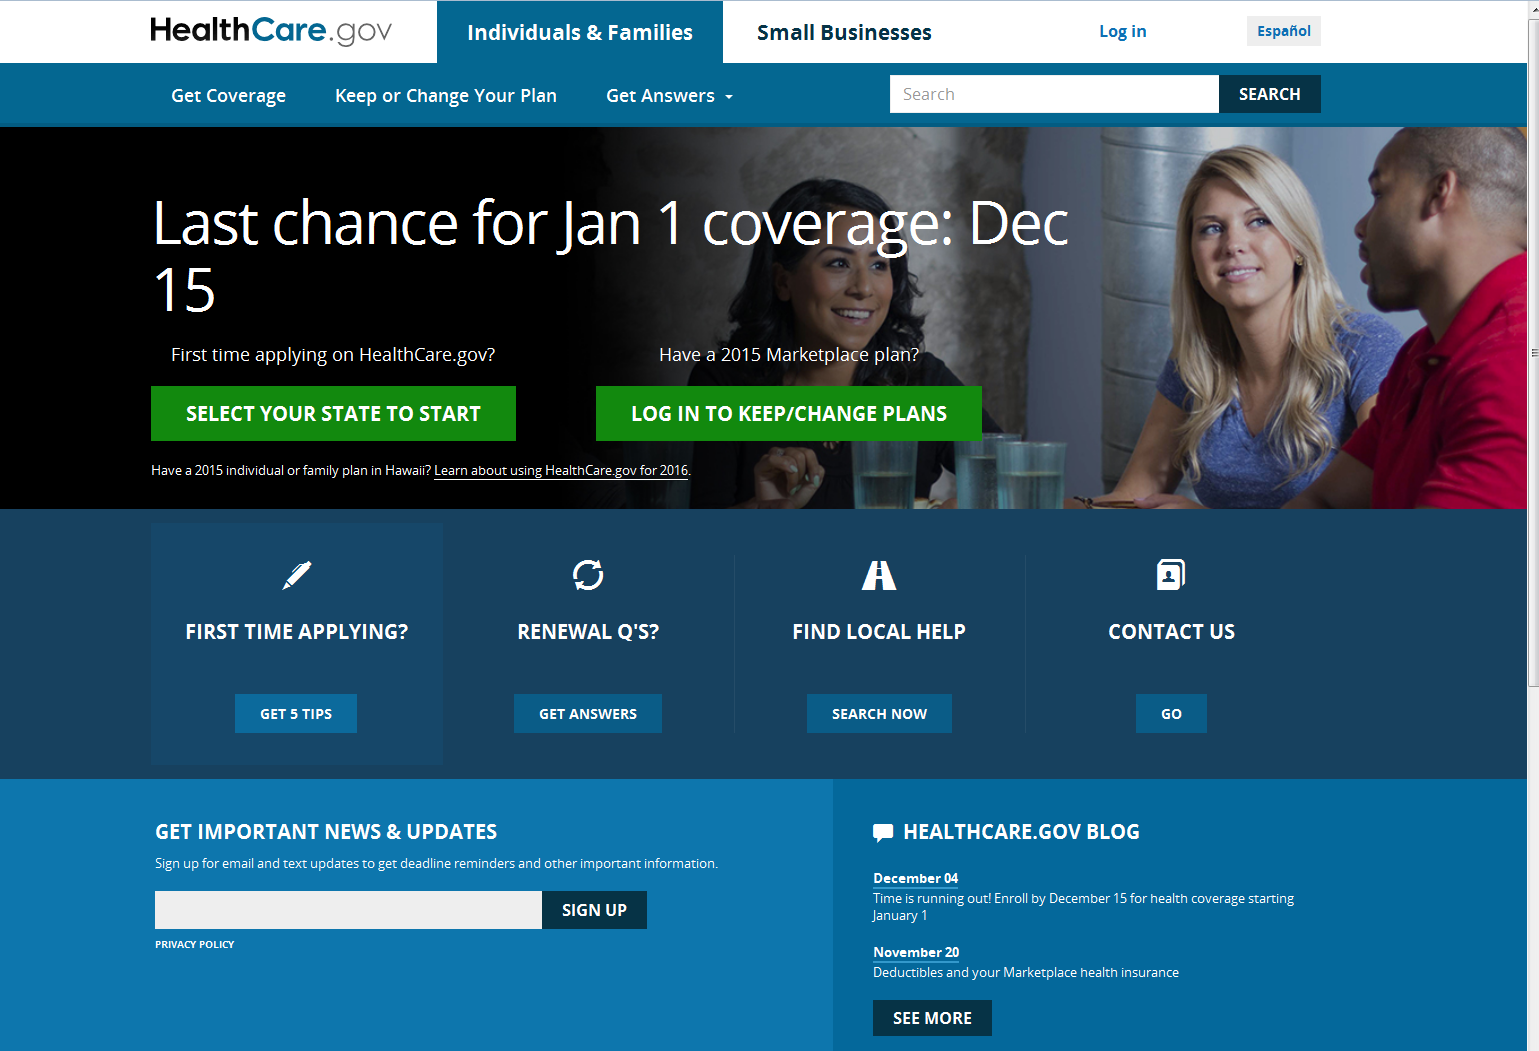 HealthCare.gov
Individuals & Families
Small Businesses
Log in
Español
Get Coverage
Keep or Change Your Plan
Get Answers
Search
SEARCH
Last chance for Jan 1 coverage: Dec
15
First time applying on HealthCare.gov?
Have a 2015 Marketplace plan?
SELECT YOUR STATE TO START
LOG IN TO KEEP/CHANGE PLANS
Have a 2015 individual or family plan in Hawaii? Learn about using HealthCare.gov for 2016.
FIRST TIME APPLYING?
RENEWAL Q'S?
FIND LOCAL HELP
CONTACT US
GET 5 TIPS
GET ANSWERS
SEARCH NOW
GO
GET IMPORTANT NEWS & UPDATES
Sign up for email and text updates to get deadline reminders and other important information.
SIGN UP
PRIVACY POLICY
HEALTHCARE.GOV BLOG
December 04
Time is running out! Enroll by December 15 for health coverage starting
January 1
November 20
Deductibles and your Marketplace health insurance
SEE MORE